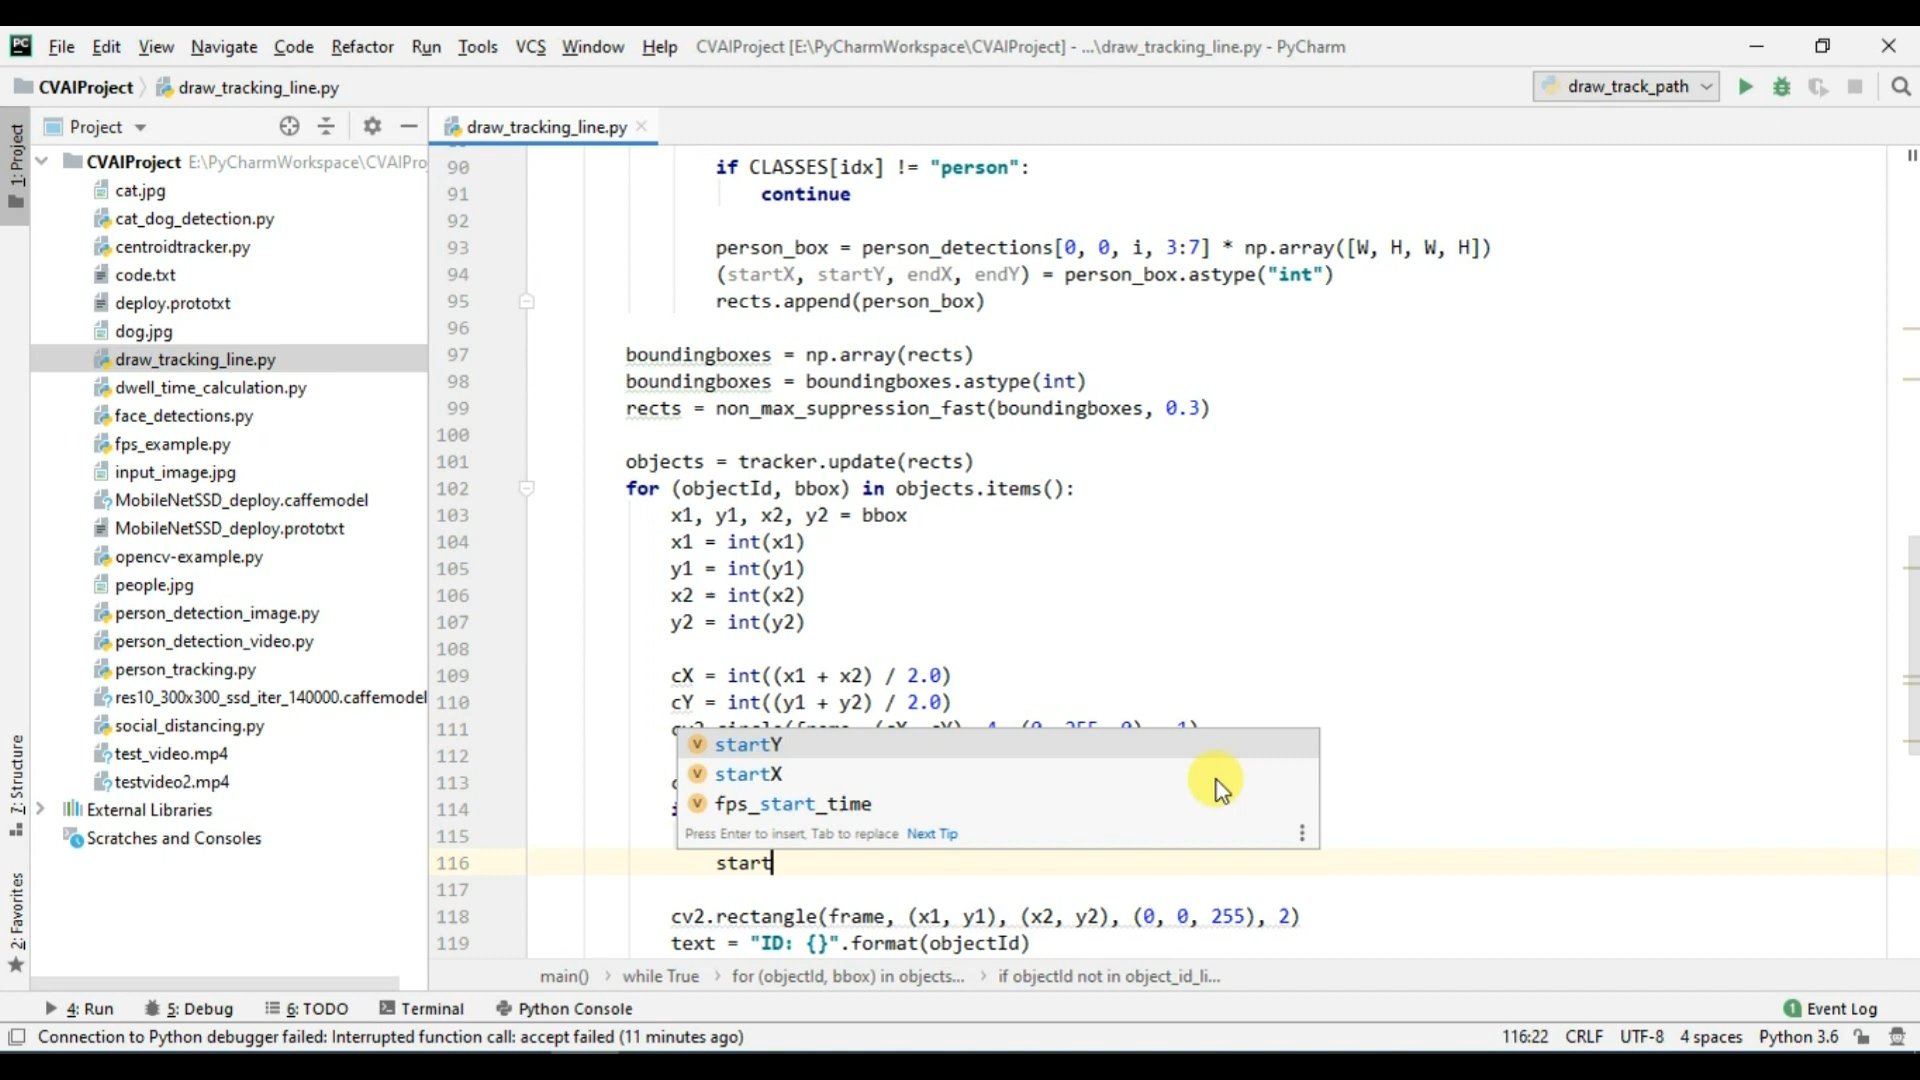 PC File Edit View Navigate Code Refactor Run Tools VCS Window Help CVAIProject [E:\PyCharmWorkspace\CVAIProject] - ...\draw_tracking_line.py - PyCharm
CVAIProject draw_tracking_line.py draw_track_path
1: Project
Project
draw_tracking_line.py
CVAIProject E:\PyCharmWorkspace\CVAIPro
cat.jpg
cat_dog_detection.py
centroidtracker.py
code.txt
deploy.prototxt
dog.jpg
draw_tracking_line.py
dwell_time_calculation.py
face_detections.py
fps_example.py
input_image.jpg
MobileNetSSD_deploy.caffemodel
MobileNetSSD_deploy.prototxt
opencv-example.py
people.jpg
person_detection_image.py
person_detection_video.py
person_tracking.py
res10_300x300_ssd_iter_140000.caffemodel
social_distancing.py
test_video.mp4
testvideo2.mp4
External Libraries
Scratches and Consoles
7: Structure
2: Favorites
90 if CLASSES[idx] != "person":
91 continue
92
93 person_box = person_detections[0, 0, i, 3:7] * np.array([W, H, W, H])
94 (startX, startY, endX, endY) = person_box.astype("int")
95 rects.append(person_box)
96
97 boundingboxes = np.array(rects)
98 boundingboxes = boundingboxes.astype(int)
99 rects = non_max_suppression_fast(boundingboxes, 0.3)
100
101 objects = tracker.update(rects)
102 for (objectId, bbox) in objects.items():
103 x1, y1, x2, y2 = bbox
104 x1 = int(x1)
105 y1 = int(y1)
106 x2 = int(x2)
107 y2 = int(y2)
108
109 cX = int((x1 + x2) / 2.0)
110 cY = int((y1 + y2) / 2.0)
111 cv2.circle(frame, (cX, cY), 4, (0, 255, 0), -1)
112
113
114
115
startY
startX
fps_start_time
Press Enter to insert, Tab to replace Next Tip
116 start
117
118 cv2.rectangle(frame, (x1, y1), (x2, y2), (0, 0, 255), 2)
119 text = "ID: {}".format(objectId)
main() while True for (objectId, bbox) in objects... if objectId not in object_id_li...
4: Run 5: Debug 6: TODO Terminal Python Console 1 Event Log
Connection to Python debugger failed: Interrupted function call: accept failed (11 minutes ago) 116:22 CRLF UTF-8 4 spaces Python 3.6